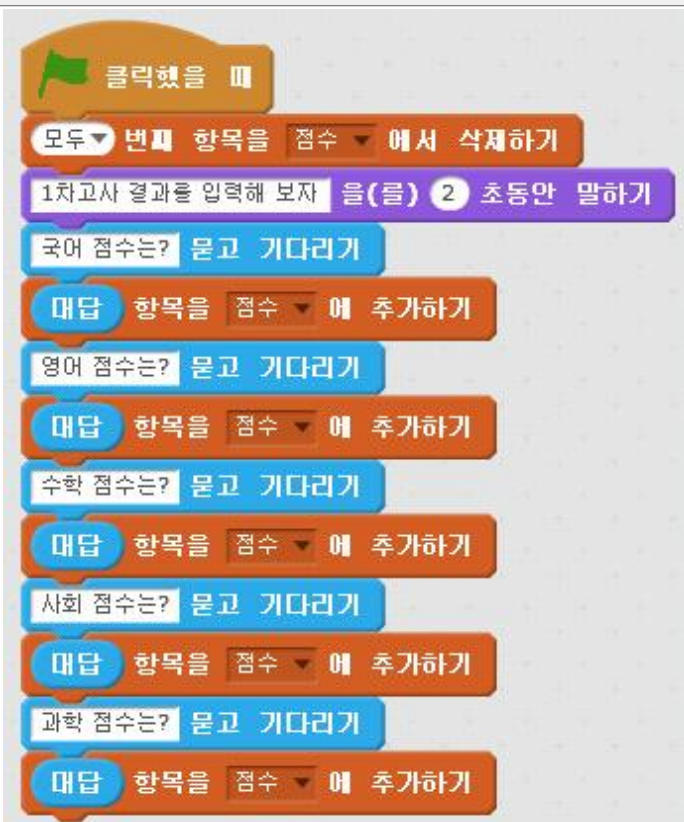 클릭했을 때
모두 번째 항목을 점수 에서 삭제하기
1차고사 결과를 입력해 보자 을(를) 2 초동안 말하기
국어 점수는? 묻고 기다리기
대답 항목을 점수 에 추가하기
영어 점수는? 묻고 기다리기
대답 항목을 점수 에 추가하기
수학 점수는? 묻고 기다리기
대답 항목을 점수 에 추가하기
사회 점수는? 묻고 기다리기
대답 항목을 점수 에 추가하기
과학 점수는? 묻고 기다리기
대답 항목을 점수 에 추가하기